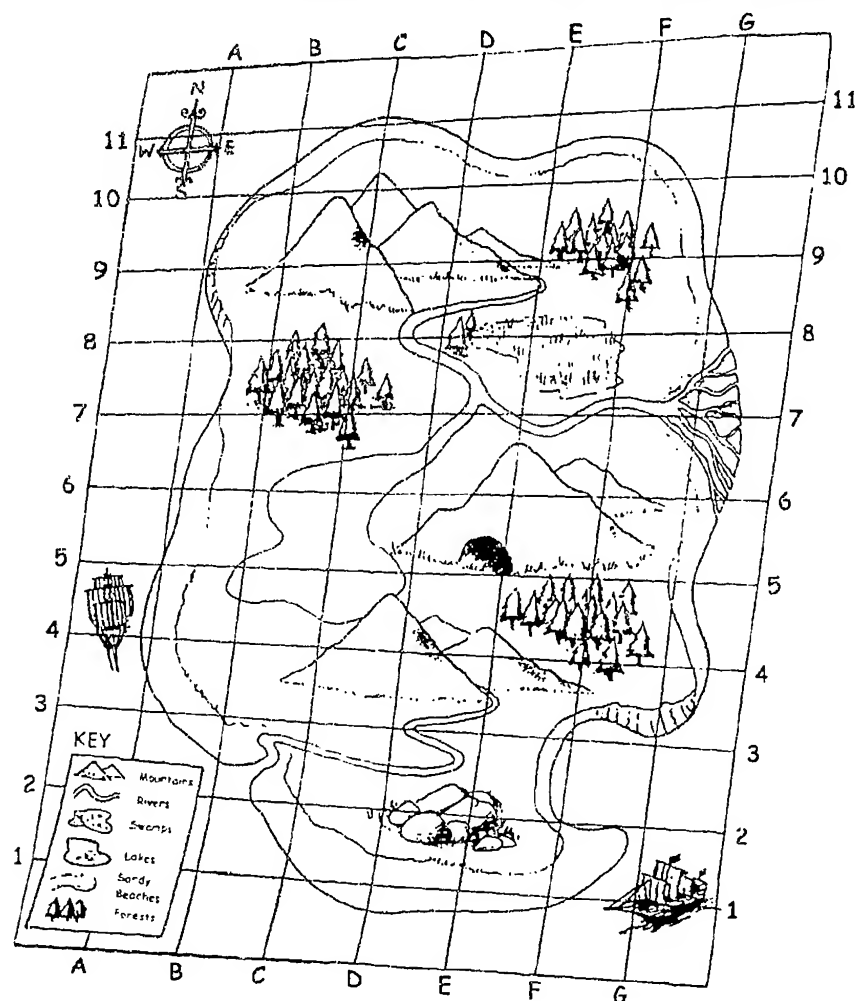 A B C D E F G
N
W E
S
11 11
10 10
9 9
8 8
7 7
6 6
5 5
4 4
3 3
2 2
1 1
KEY
Mountains
Rivers
Swamps
Lakes
Sandy
Beaches
Forests
A B C D E F G